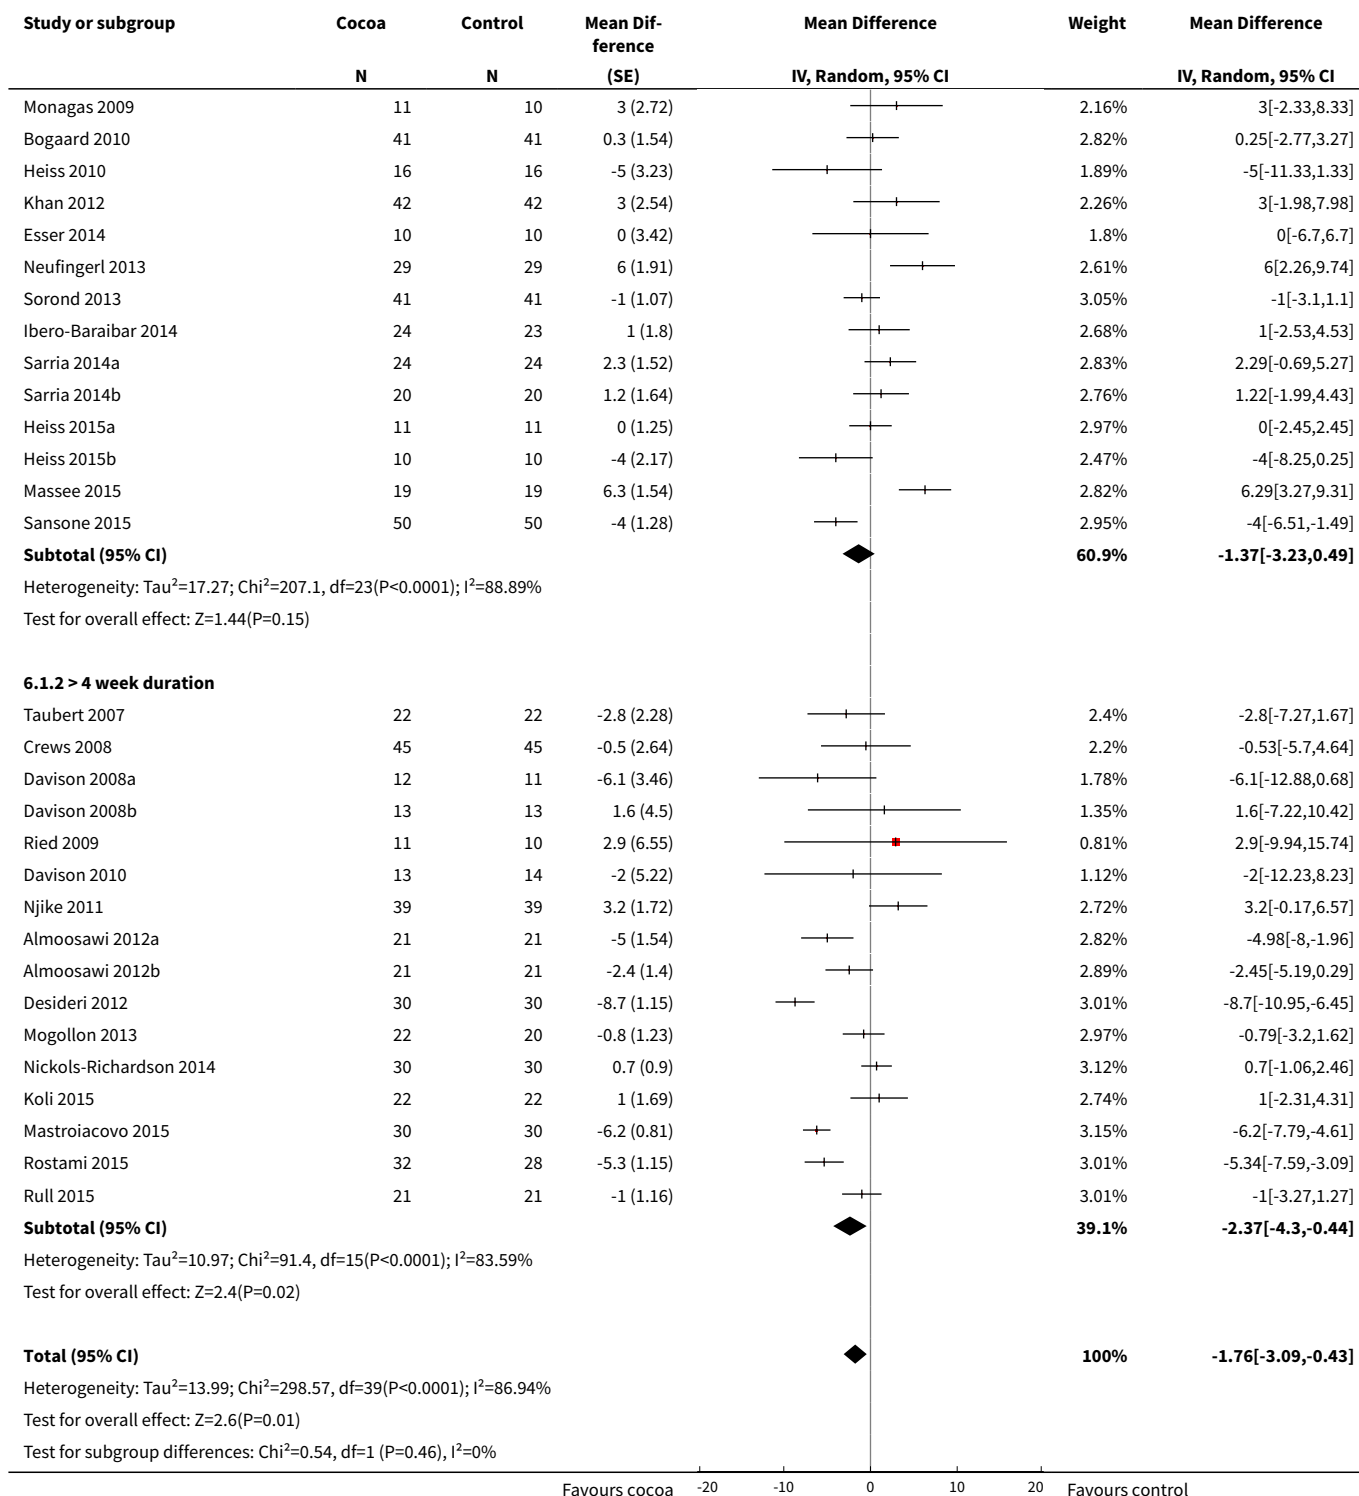 Study or subgroup Cocoa Control Mean Dif- Mean Difference Weight Mean Difference
ference
N N (SE) IV, Random, 95% CI IV, Random, 95% CI
Monagas 2009 11 10 3 (2.72) 2.16% 3[-2.33,8.33]
Bogaard 2010 41 41 0.3 (1.54) 2.82% 0.25[-2.77,3.27]
Heiss 2010 16 16 -5 (3.23) 1.89% -5[-11.33,1.33]
Khan 2012 42 42 3 (2.54) 2.26% 3[-1.98,7.98]
Esser 2014 10 10 0 (3.42) 1.8% 0[-6.7,6.7]
Neufingerl 2013 29 29 6 (1.91) 2.61% 6[2.26,9.74]
Sorond 2013 41 41 -1 (1.07) 3.05% -1[-3.1,1.1]
Ibero-Baraibar 2014 24 23 1 (1.8) 2.68% 1[-2.53,4.53]
Sarria 2014a 24 24 2.3 (1.52) 2.83% 2.29[-0.69,5.27]
Sarria 2014b 20 20 1.2 (1.64) 2.76% 1.22[-1.99,4.43]
Heiss 2015a 11 11 0 (1.25) 2.97% 0[-2.45,2.45]
Heiss 2015b 10 10 -4 (2.17) 2.47% -4[-8.25,0.25]
Massee 2015 19 19 6.3 (1.54) 2.82% 6.29[3.27,9.31]
Sansone 2015 50 50 -4 (1.28) 2.95% -4[-6.51,-1.49]
Subtotal (95% CI) 60.9% -1.37[-3.23,0.49]
Heterogeneity: Tau²=17.27; Chi²=207.1, df=23(P<0.0001); I²=88.89%
Test for overall effect: Z=1.44(P=0.15)
6.1.2 > 4 week duration
Taubert 2007 22 22 -2.8 (2.28) 2.4% -2.8[-7.27,1.67]
Crews 2008 45 45 -0.5 (2.64) 2.2% -0.53[-5.7,4.64]
Davison 2008a 12 11 -6.1 (3.46) 1.78% -6.1[-12.88,0.68]
Davison 2008b 13 13 1.6 (4.5) 1.35% 1.6[-7.22,10.42]
Ried 2009 11 10 2.9 (6.55) 0.81% 2.9[-9.94,15.74]
Davison 2010 13 14 -2 (5.22) 1.12% -2[-12.23,8.23]
Njike 2011 39 39 3.2 (1.72) 2.72% 3.2[-0.17,6.57]
Almoosawi 2012a 21 21 -5 (1.54) 2.82% -4.98[-8,-1.96]
Almoosawi 2012b 21 21 -2.4 (1.4) 2.89% -2.45[-5.19,0.29]
Desideri 2012 30 30 -8.7 (1.15) 3.01% -8.7[-10.95,-6.45]
Mogollon 2013 22 20 -0.8 (1.23) 2.97% -0.79[-3.2,1.62]
Nickols-Richardson 2014 30 30 0.7 (0.9) 3.12% 0.7[-1.06,2.46]
Koli 2015 22 22 1 (1.69) 2.74% 1[-2.31,4.31]
Mastroiacovo 2015 30 30 -6.2 (0.81) 3.15% -6.2[-7.79,-4.61]
Rostami 2015 32 28 -5.3 (1.15) 3.01% -5.34[-7.59,-3.09]
Rull 2015 21 21 -1 (1.16) 3.01% -1[-3.27,1.27]
Subtotal (95% CI) 39.1% -2.37[-4.3,-0.44]
Heterogeneity: Tau²=10.97; Chi²=91.4, df=15(P<0.0001); I²=83.59%
Test for overall effect: Z=2.4(P=0.02)
Total (95% CI) 100% -1.76[-3.09,-0.43]
Heterogeneity: Tau²=13.99; Chi²=298.57, df=39(P<0.0001); I²=86.94%
Test for overall effect: Z=2.6(P=0.01)
Test for subgroup differences: Chi²=0.54, df=1 (P=0.46), I²=0%
Favours cocoa -20 -10 0 10 20 Favours control